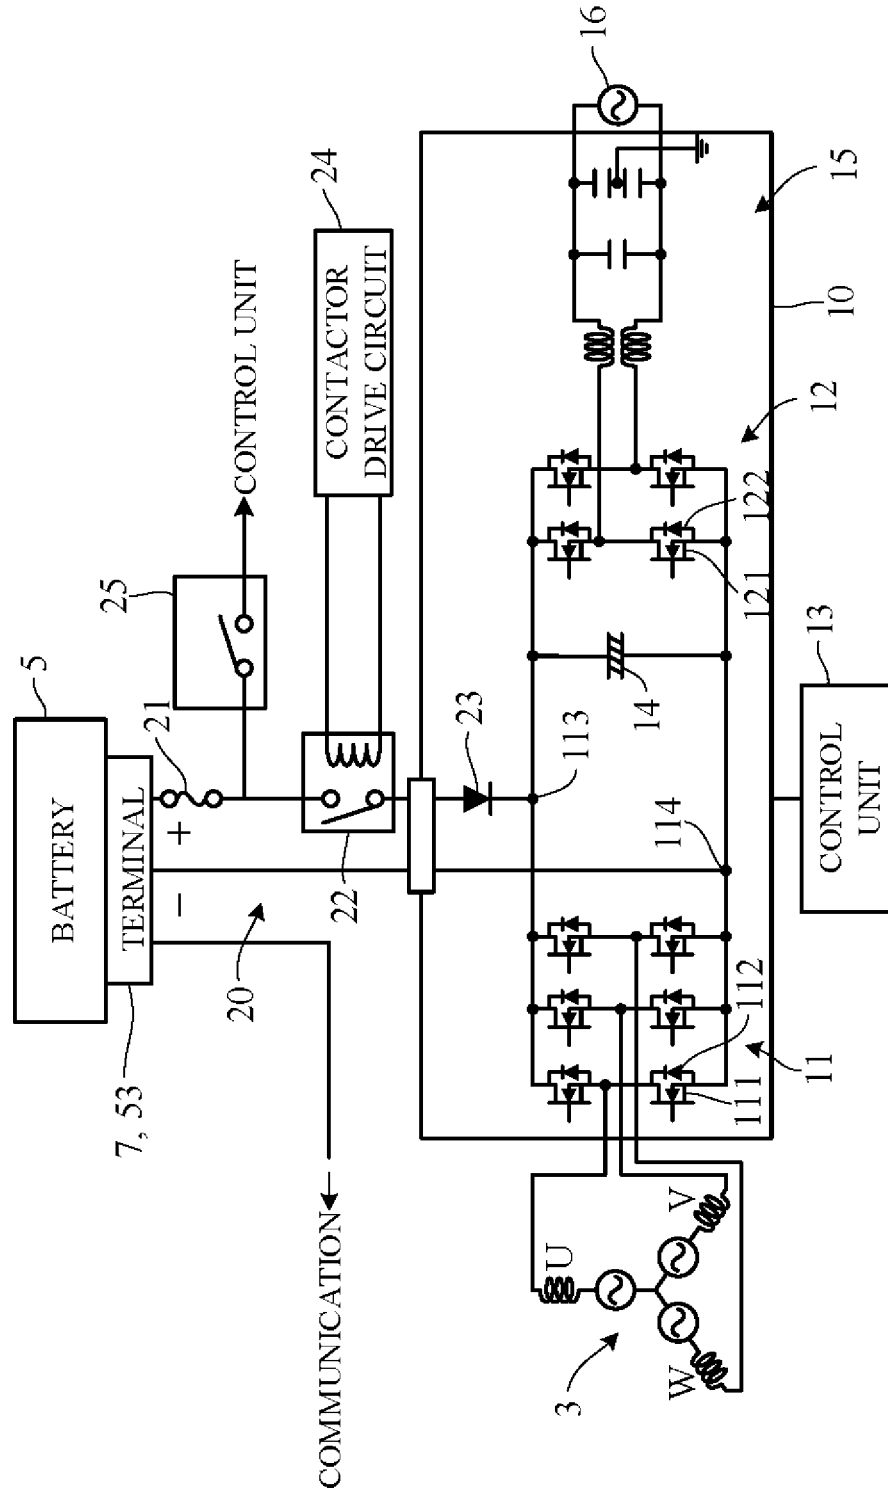 BATTERY
5
TERMINAL
7, 53
+
−
21
25
CONTROL UNIT
CONTACTOR
DRIVE CIRCUIT
24
20
22
COMMUNICATION
23
113
114
14
16
15
10
12
122
121
112
111
11
13
CONTROL
UNIT
U
V
W
3